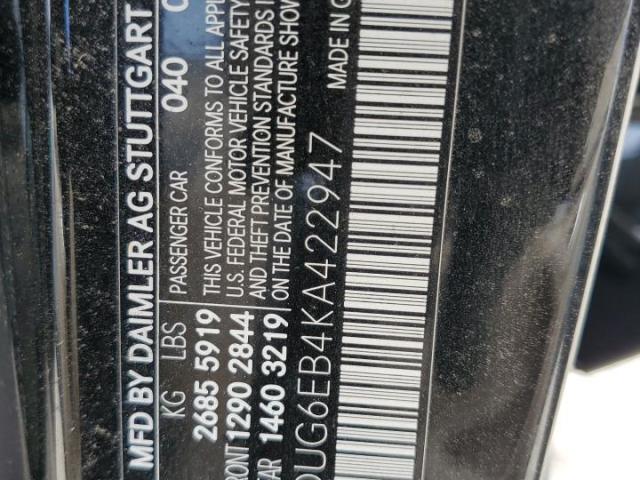 MFD BY DAIMLER AG STUTTGART
KG LBS PASSENGER CAR 040
2685 5919 THIS VEHICLE CONFORMS TO ALL
1290 2844 U.S. FEDERAL MOTOR VEHICLE SAFETY
1460 3219 AND THEFT PREVENTION STANDARDS
ON THE DATE OF MANUFACTURE
UG6EB4KA422947 MADE IN